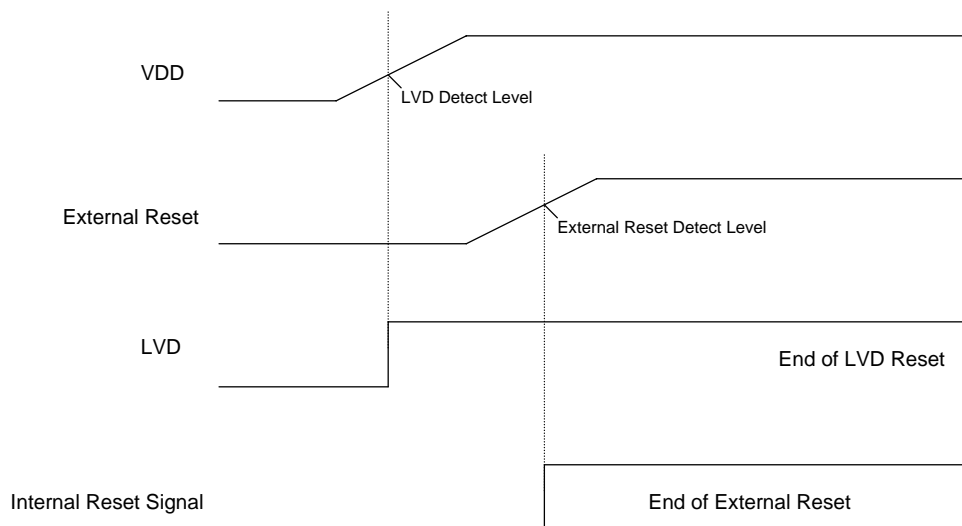 VDD
LVD Detect Level
External Reset
External Reset Detect Level
LVD
End of LVD Reset
Internal Reset Signal
End of External Reset